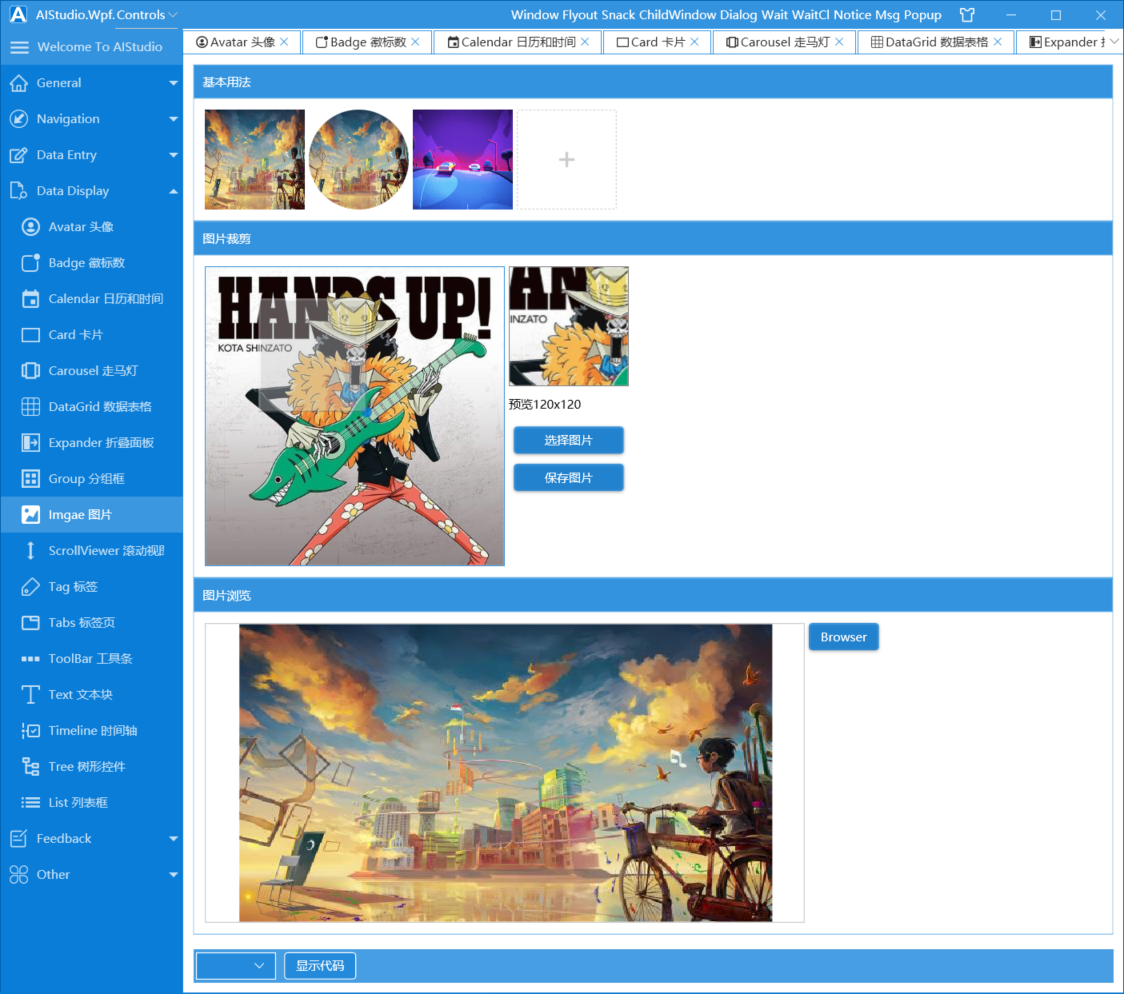 AIStudio.Wpf.Controls
Window Flyout Snack ChildWindow Dialog Wait WaitCl Notice Msg Popup
Welcome To AIStudio
General
Navigation
Data Entry
Data Display
Avatar 头像
Badge 徽标数
Calendar 日历和时间
Card 卡片
Carousel 走马灯
DataGrid 数据表格
Expander 折叠面板
Group 分组框
Imgae 图片
ScrollViewer 滚动视图
Tag 标签
Tabs 标签页
ToolBar 工具条
Text 文本块
Timeline 时间轴
Tree 树形控件
List 列表框
Feedback
Other
Avatar 头像
Badge 徽标数
Calendar 日历和时间
Card 卡片
Carousel 走马灯
DataGrid 数据表格
Expander
基本用法
图片裁剪
HANDS UP!
KOTA SHINZATO
INZATO
预览120x120
选择图片
保存图片
图片浏览
Browser
显示代码